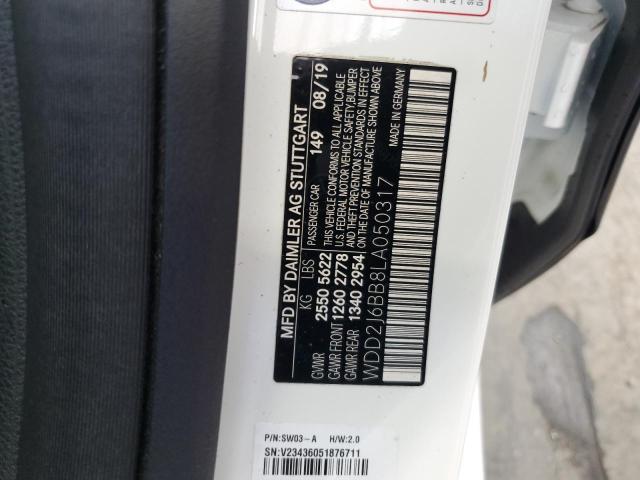 MFD BY DAIMLER AG STUTTGART
KG LBS PASSENGER CAR 149 08/19
GVWR 2550 5622 THIS VEHICLE CONFORMS TO ALL APPLICABLE
GAWR FRONT 1260 2778 U.S. FEDERAL MOTOR VEHICLE SAFETY, BUMPER
GAWR REAR 1340 2954 AND THEFT PREVENTION STANDARDS IN EFFECT
ON THE DATE OF MANUFACTURE SHOWN ABOVE
WDD2J6BB8LA050317 MADE IN GERMANY
P/N:SW03-A H/W:2.0
SN:V23436051876711